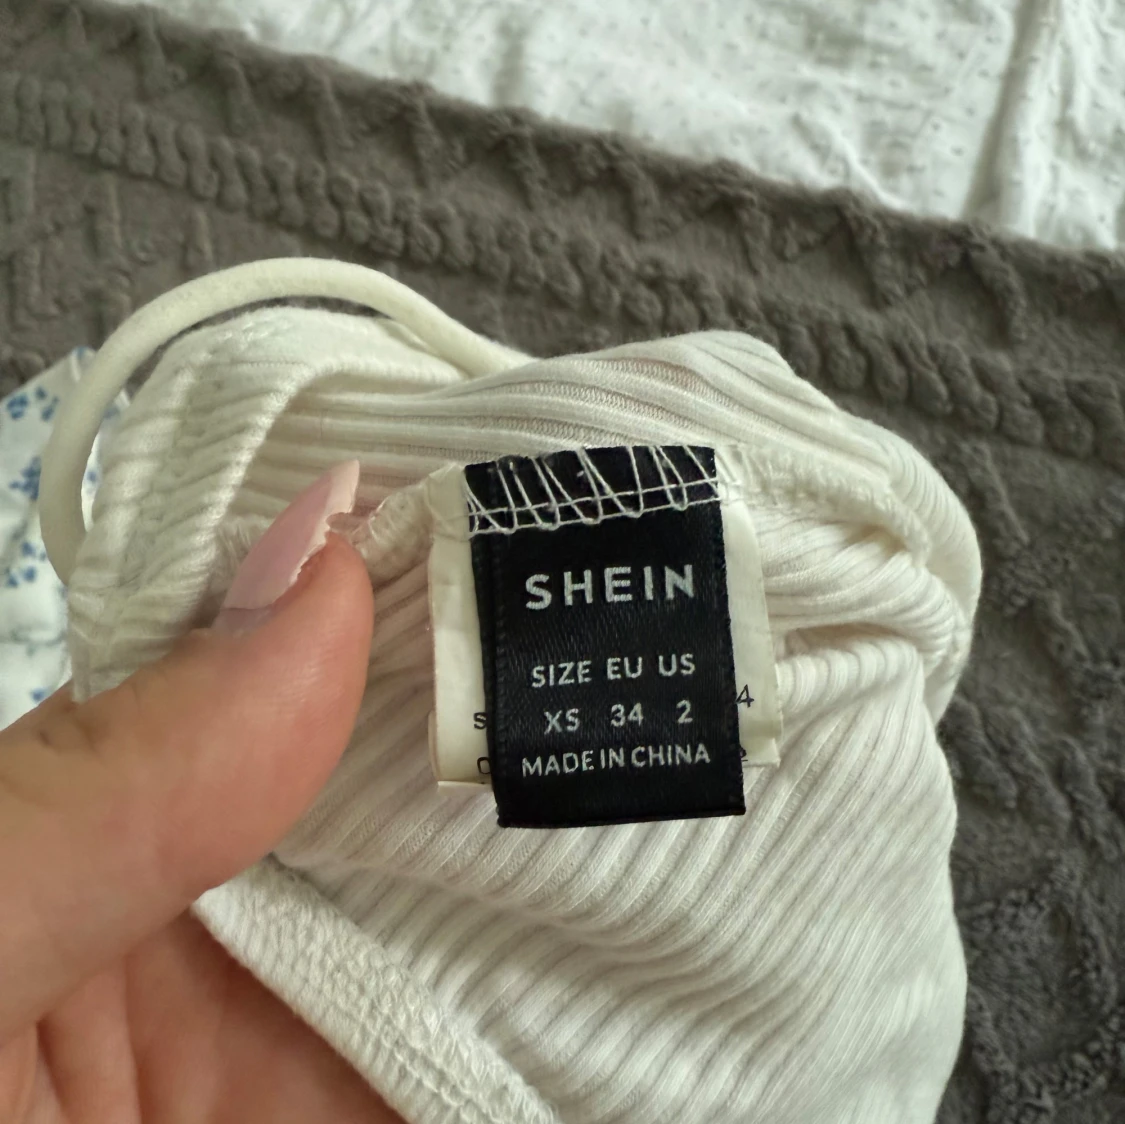 SHEIN
SIZE EU US
XS 34 2
MADE IN CHINA